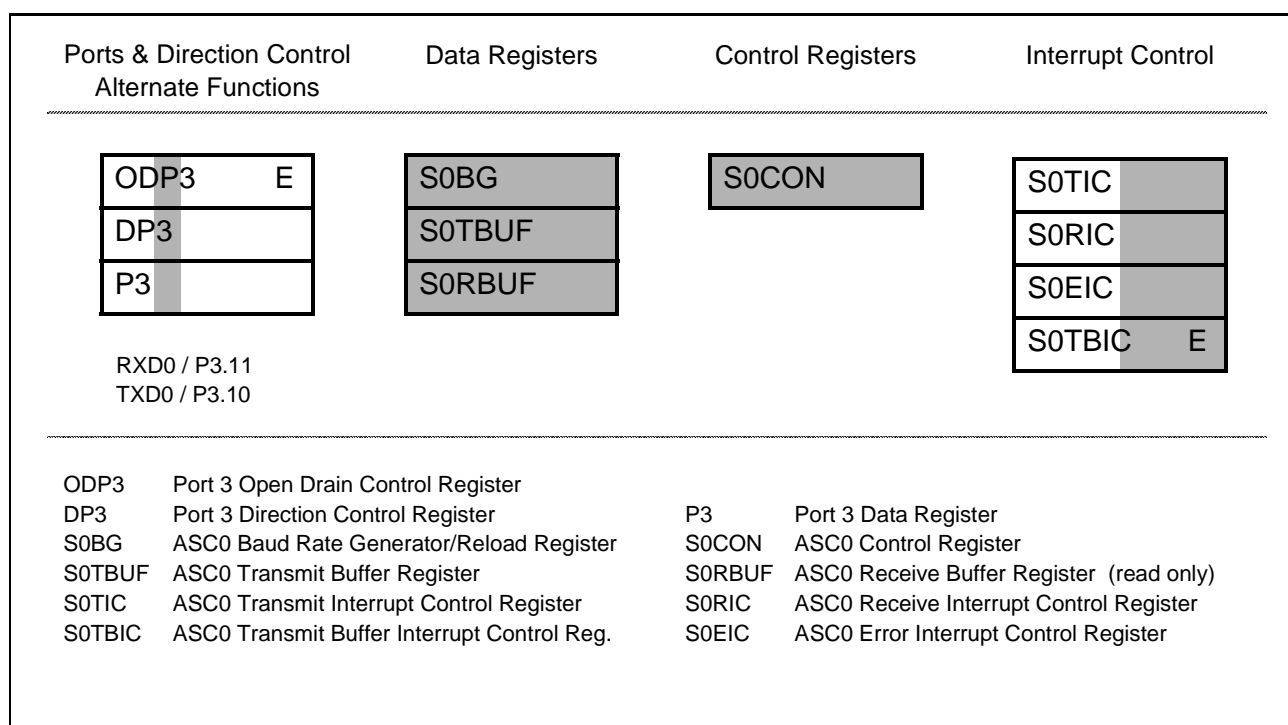 Ports & Direction Control
Alternate Functions
Data Registers
Control Registers
Interrupt Control
ODP3 E
DP3
P3
S0BG
S0TBUF
S0RBUF
S0CON
S0TIC
S0RIC
S0EIC
S0TBIC E
RXD0 / P3.11
TXD0 / P3.10
ODP3 Port 3 Open Drain Control Register
DP3 Port 3 Direction Control Register P3 Port 3 Data Register
S0BG ASC0 Baud Rate Generator/Reload Register S0CON ASC0 Control Register
S0TBUF ASC0 Transmit Buffer Register S0RBUF ASC0 Receive Buffer Register (read only)
S0TIC ASC0 Transmit Interrupt Control Register S0RIC ASC0 Receive Interrupt Control Register
S0TBIC ASC0 Transmit Buffer Interrupt Control Reg. S0EIC ASC0 Error Interrupt Control Register